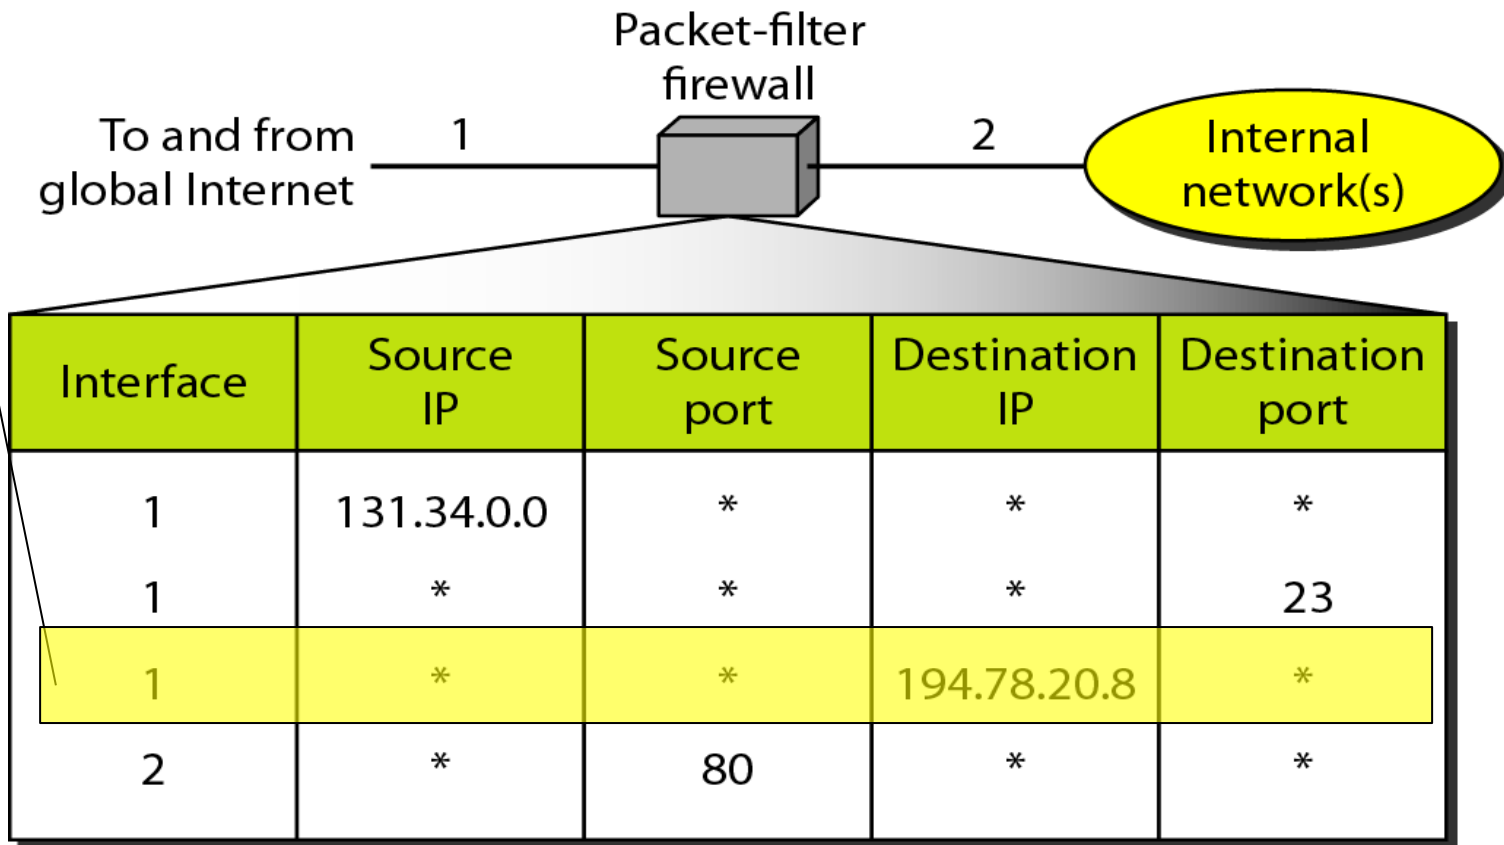 Packet-filter
firewall
To and from
global Internet
1
2
Internal
network(s)
Interface
Source
IP
Source
port
Destination
IP
Destination
port
1 131.34.0.0 * * *
1 * * * 23
1 * * 194.78.20.8 *
2 * 80 * *